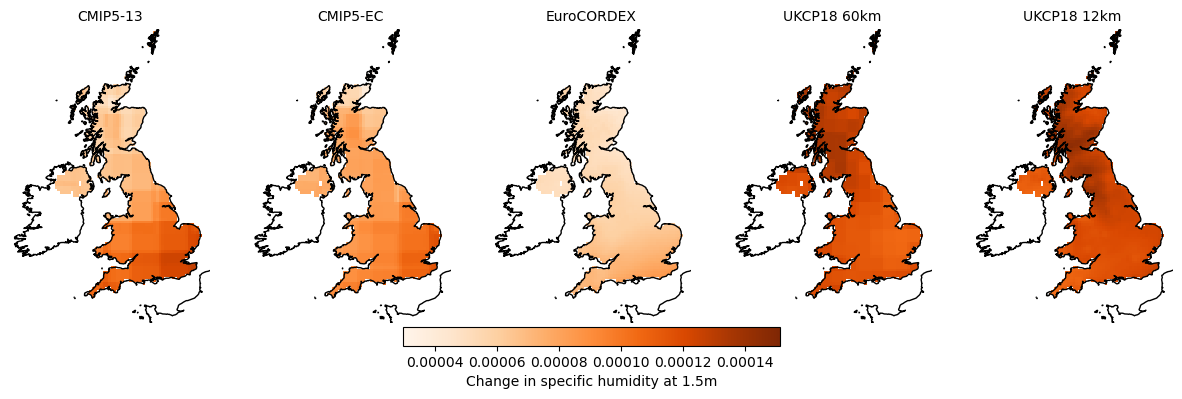 CMIP5-13 CMIP5-EC EuroCORDEX UKCP18 60km UKCP18 12km
0.00004 0.00006 0.00008 0.00010 0.00012 0.00014
Change in specific humidity at 1.5m